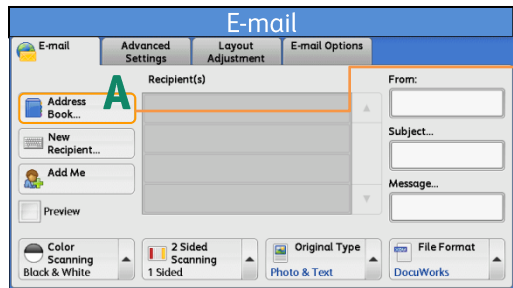 E-mail
E-mail
Advanced
Settings
Layout
Adjustment
E-mail Options
Recipient(s)
From:
A
Address
Book...
New
Recipient...
Subject...
Add Me
Message...
Preview
Color
Scanning
Black & White
2 Sided
Scanning
1 Sided
Original Type
Photo & Text
File Format
DocuWorks